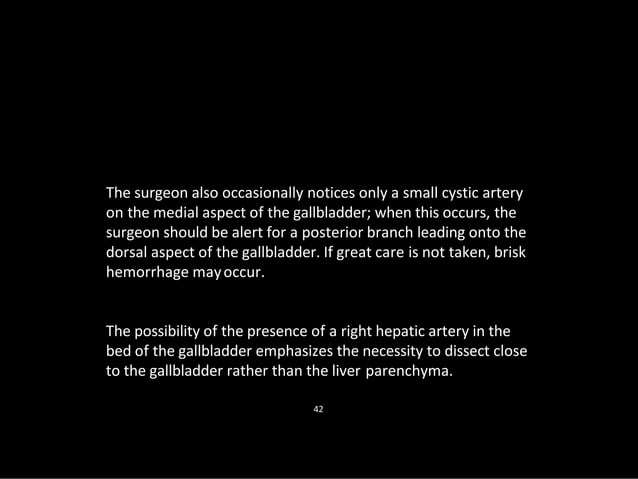 The surgeon also occasionally notices only a small cystic artery
on the medial aspect of the gallbladder; when this occurs, the
surgeon should be alert for a posterior branch leading onto the
dorsal aspect of the gallbladder. If great care is not taken, brisk
hemorrhage may occur.
The possibility of the presence of a right hepatic artery in the
bed of the gallbladder emphasizes the necessity to dissect close
to the gallbladder rather than the liver parenchyma.
42